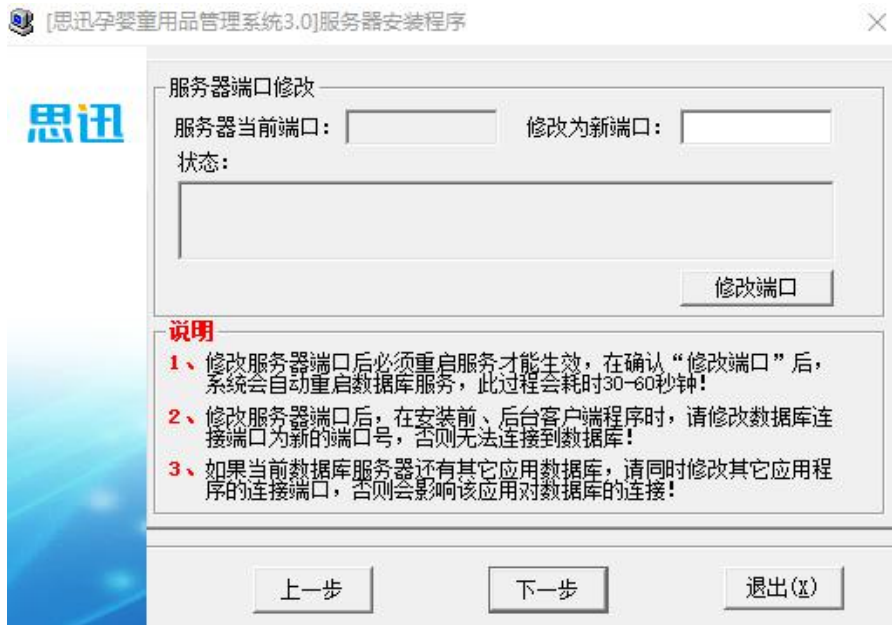 [思迅孕婴童用品管理系统3.0]服务器安装程序
思迅
服务器端口修改
服务器当前端口: 修改为新端口:
状态:
修改端口
说明
1、修改服务器端口后必须重启服务才能生效，在确认“修改端口”后，
系统会自动重启数据库服务，此过程会耗时30-60秒钟!
2、修改服务器端口后，在安装前、后台客户端程序时，请修改数据库连
接端口为新的端口号，否则无法连接到数据库!
3、如果当前数据库服务器还有其它应用数据库，请同时修改其它应用程
序的连接端口，否则会影响该应用对数据库的连接!
上一步 下一步 退出(X)